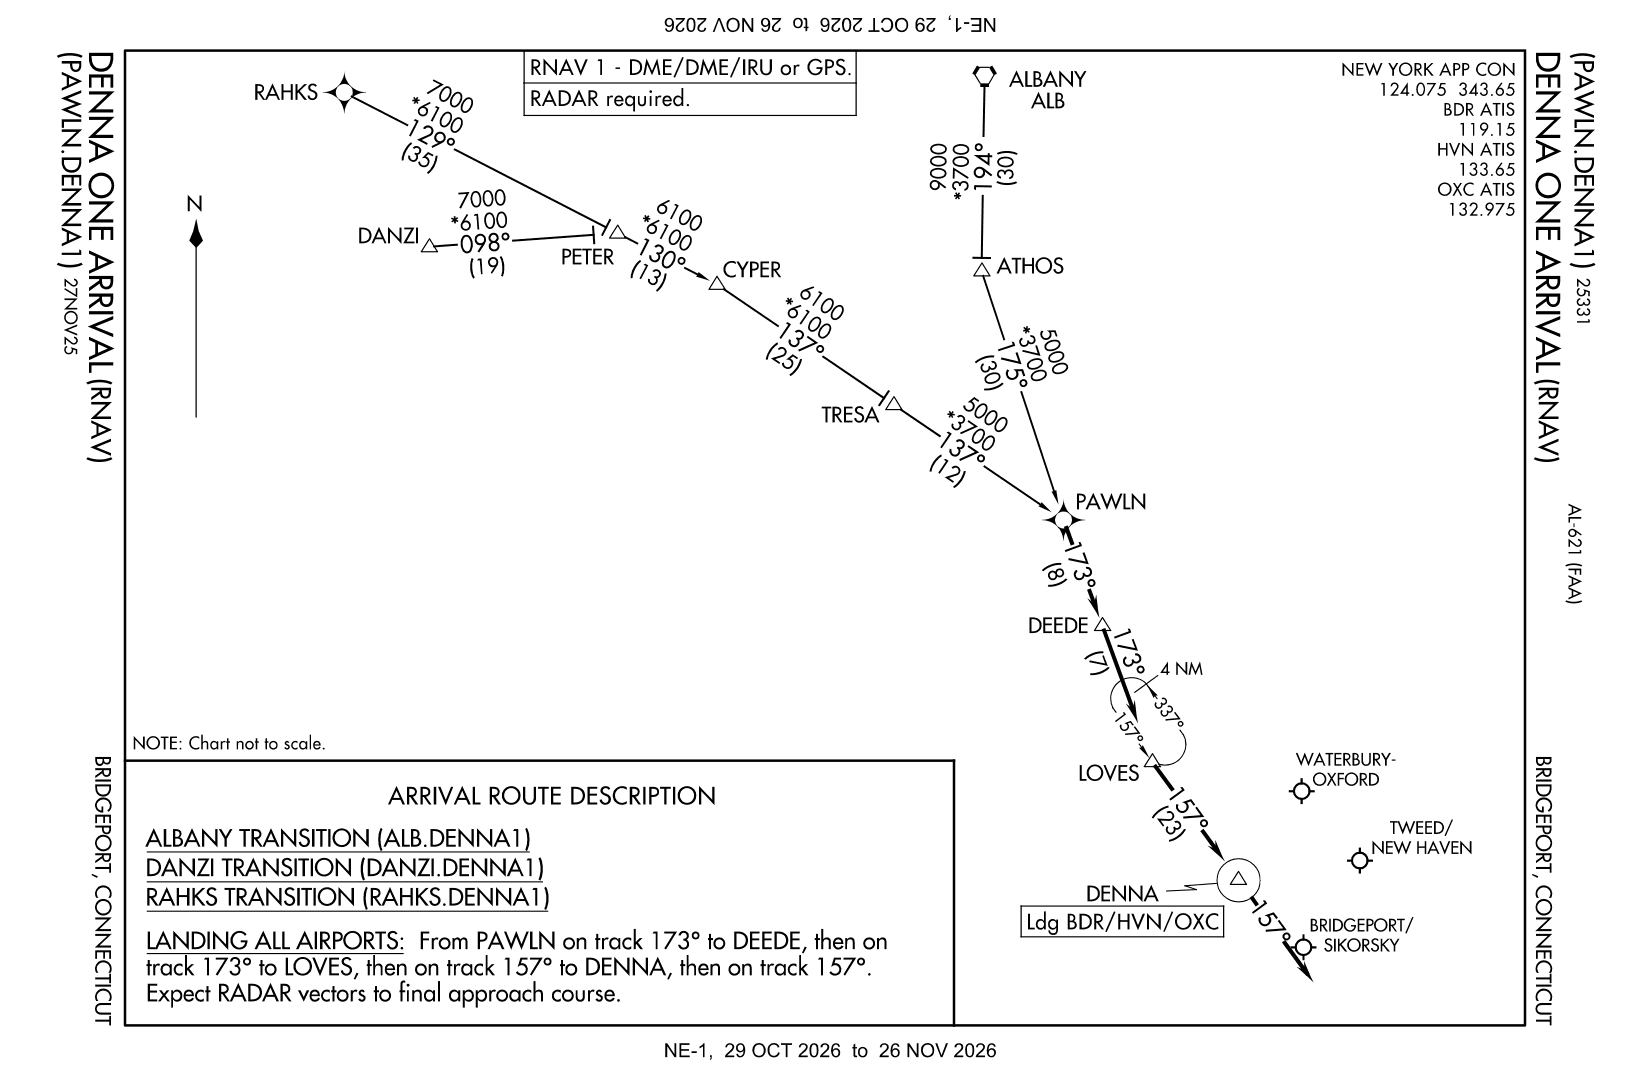 NE-1, 29 OCT 2026 to 26 NOV 2026
DENNA ONE ARRIVAL (RNAV)
(PAWLN.DENNA1) 27NOV25
BRIDGEPORT, CONNECTICUT
RNAV 1 - DME/DME/IRU or GPS.
RADAR required.
NEW YORK APP CON
124.075 343.65
BDR ATIS
119.15
HVN ATIS
133.65
OXC ATIS
132.975
RAHKS
7000
*6100
129°
(35)
N
DANZI
7000
*6100
098°
(19)
PETER
6100
*6100
130°
(13)
CYPER
6100
*6100
137°
(25)
TRESA
5000
*3700
137°
(12)
ALBANY
ALB
9000
*3700
194°
(30)
ATHOS
5000
*3700
175°
(30)
PAWLN
173°
(8)
DEEDE
173°
(7)
4 NM
337°
157°
LOVES
157°
(23)
DENNA
Ldg BDR/HVN/OXC
157°
WATERBURY-
OXFORD
TWEED/
NEW HAVEN
BRIDGEPORT/
SIKORSKY
NOTE: Chart not to scale.
ARRIVAL ROUTE DESCRIPTION
ALBANY TRANSITION (ALB.DENNA1)
DANZI TRANSITION (DANZI.DENNA1)
RAHKS TRANSITION (RAHKS.DENNA1)
LANDING ALL AIRPORTS: From PAWLN on track 173° to DEEDE, then on
track 173° to LOVES, then on track 157° to DENNA, then on track 157°.
Expect RADAR vectors to final approach course.
(PAWLN.DENNA1) 25331
DENNA ONE ARRIVAL (RNAV)
AL-621 (FAA)
BRIDGEPORT, CONNECTICUT
NE-1, 29 OCT 2026 to 26 NOV 2026